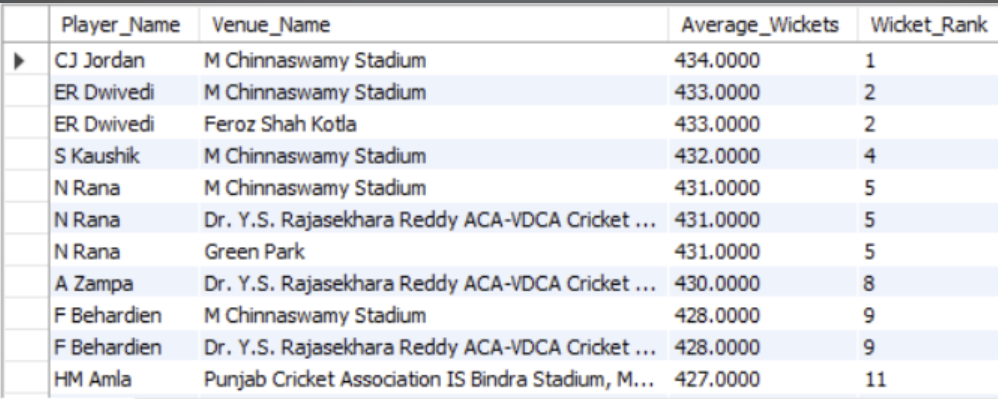 Player_Name Venue_Name Average_Wickets Wicket_Rank
CJ Jordan M Chinnaswamy Stadium 434.0000 1
ER Dwivedi M Chinnaswamy Stadium 433.0000 2
ER Dwivedi Feroz Shah Kotla 433.0000 2
S Kaushik M Chinnaswamy Stadium 432.0000 4
N Rana M Chinnaswamy Stadium 431.0000 5
N Rana Dr. Y.S. Rajasekhara Reddy ACA-VDCA Cricket ... 431.0000 5
N Rana Green Park 431.0000 5
A Zampa Dr. Y.S. Rajasekhara Reddy ACA-VDCA Cricket ... 430.0000 8
F Behardien M Chinnaswamy Stadium 428.0000 9
F Behardien Dr. Y.S. Rajasekhara Reddy ACA-VDCA Cricket ... 428.0000 9
HM Amla Punjab Cricket Association IS Bindra Stadium, M... 427.0000 11